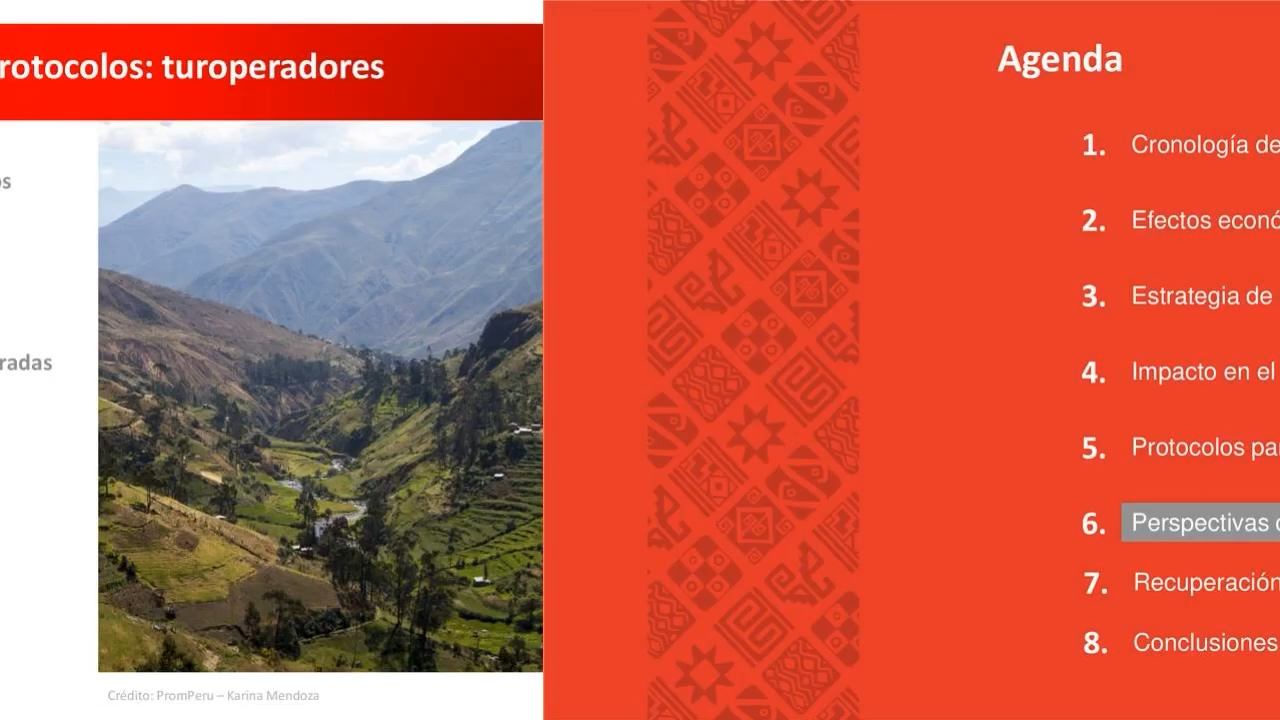 rotocolos: turoperadores
os
radas
Crédito: PromPeru – Karina Mendoza
Agenda
1. Cronología de
2. Efectos econó
3. Estrategia de
4. Impacto en el
5. Protocolos par
6. Perspectivas
7. Recuperación
8. Conclusiones